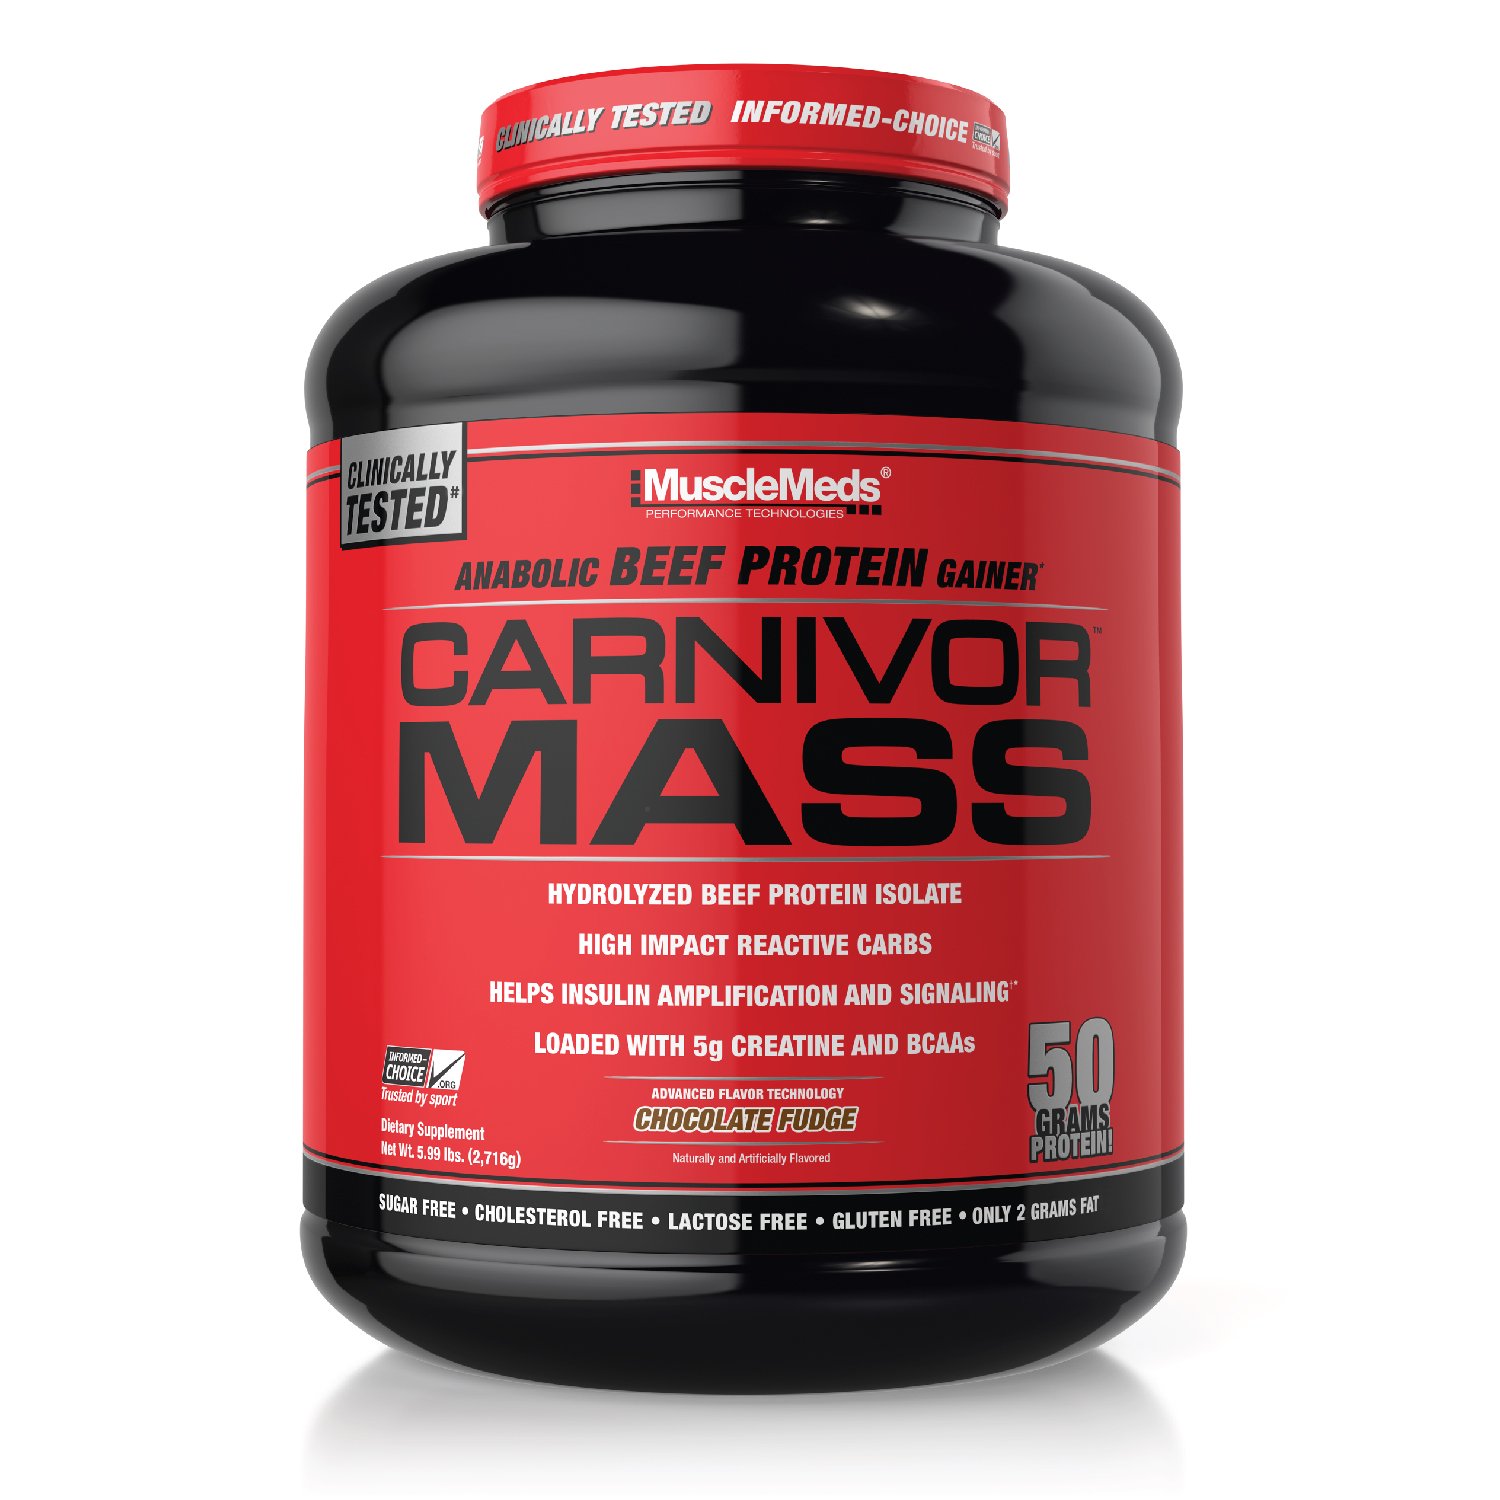 CLINICALLY TESTED INFORMED-CHOICE
CLINICALLY
TESTED#
MuscleMeds®
PERFORMANCE TECHNOLOGIES
ANABOLIC BEEF PROTEIN GAINER*
CARNIVOR™
MASS
HYDROLYZED BEEF PROTEIN ISOLATE
HIGH IMPACT REACTIVE CARBS
HELPS INSULIN AMPLIFICATION AND SIGNALING†*
LOADED WITH 5g CREATINE AND BCAAs
50
GRAMS
PROTEIN!
INFORMED-
CHOICE
.ORG
Trusted by sport
ADVANCED FLAVOR TECHNOLOGY
CHOCOLATE FUDGE
Naturally and Artificially Flavored
Dietary Supplement
Net Wt. 5.99 lbs. (2,716g)
SUGAR FREE • CHOLESTEROL FREE • LACTOSE FREE • GLUTEN FREE • ONLY 2 GRAMS FAT